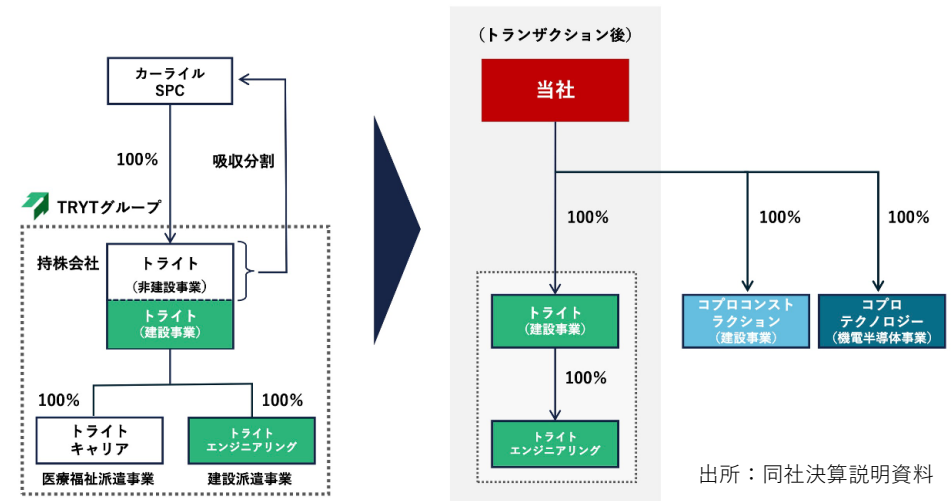 カーライル
SPC
100%
吸収分割
TRYTグループ
持株会社
トライト
(非建設事業)
トライト
(建設事業)
100%
100%
トライト
キャリア
トライト
エンジニアリング
医療福祉派遣事業
建設派遣事業
(トランザクション後)
当社
100%
100%
100%
トライト
(建設事業)
コプロコンスト
ラクション
(建設事業)
コプロ
テクノロジー
(機電半導体事業)
100%
トライト
エンジニアリング
出所：同社決算説明資料